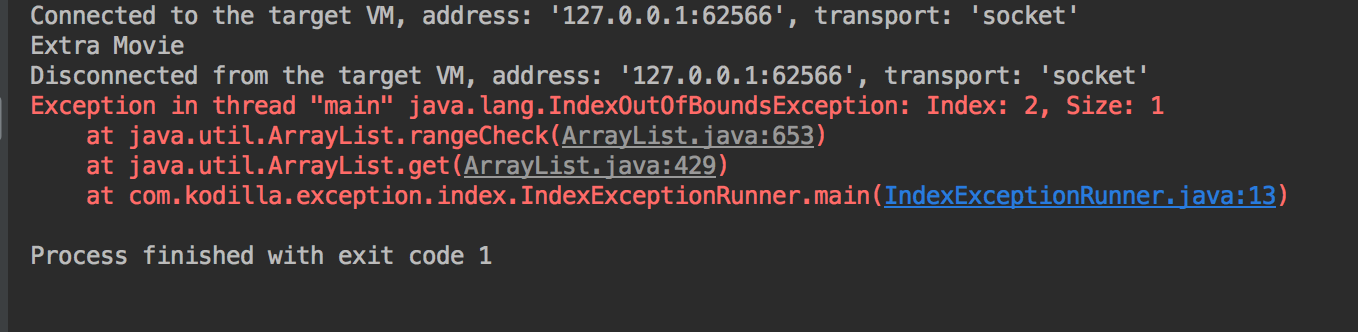 Connected to the target VM, address: '127.0.0.1:62566', transport: 'socket'
Extra Movie
Disconnected from the target VM, address: '127.0.0.1:62566', transport: 'socket'
Exception in thread "main" java.lang.IndexOutOfBoundsException: Index: 2, Size: 1
    at java.util.ArrayList.rangeCheck(ArrayList.java:653)
    at java.util.ArrayList.get(ArrayList.java:429)
    at com.kodilla.exception.index.IndexExceptionRunner.main(IndexExceptionRunner.java:13)
Process finished with exit code 1